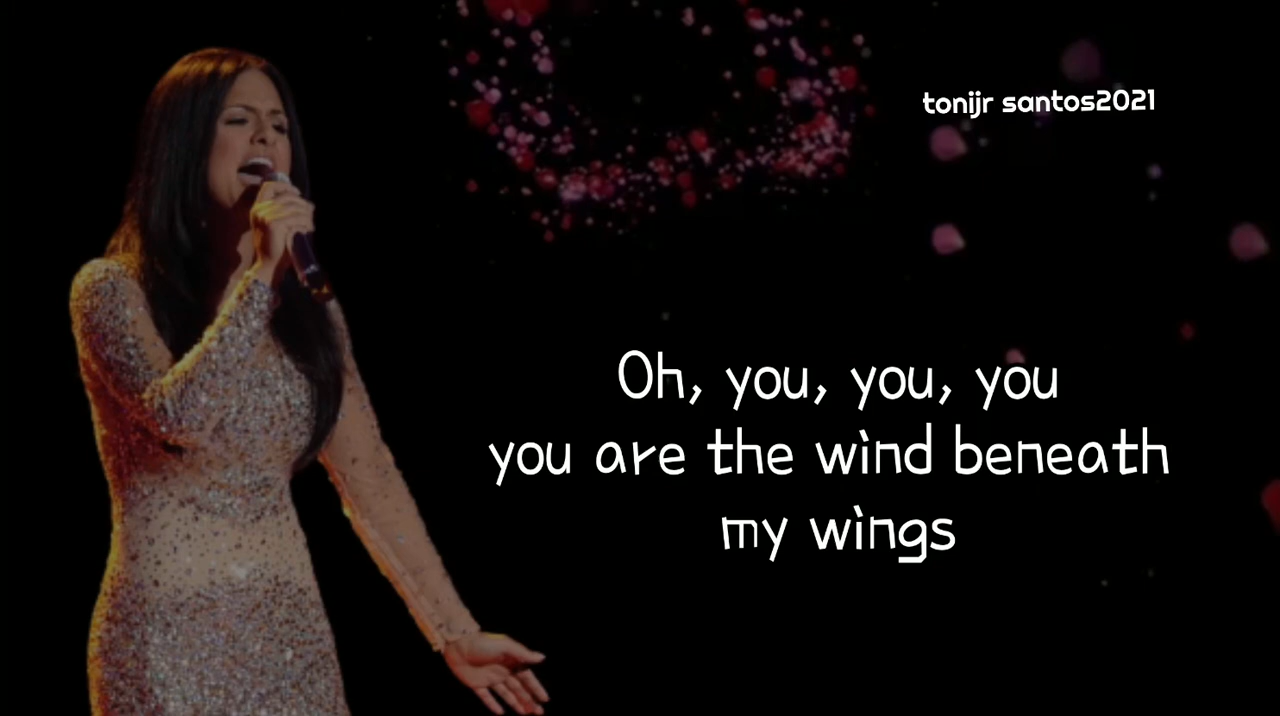 tonijr santos2021
Oh, you, you, you
you are the wind beneath
my wings